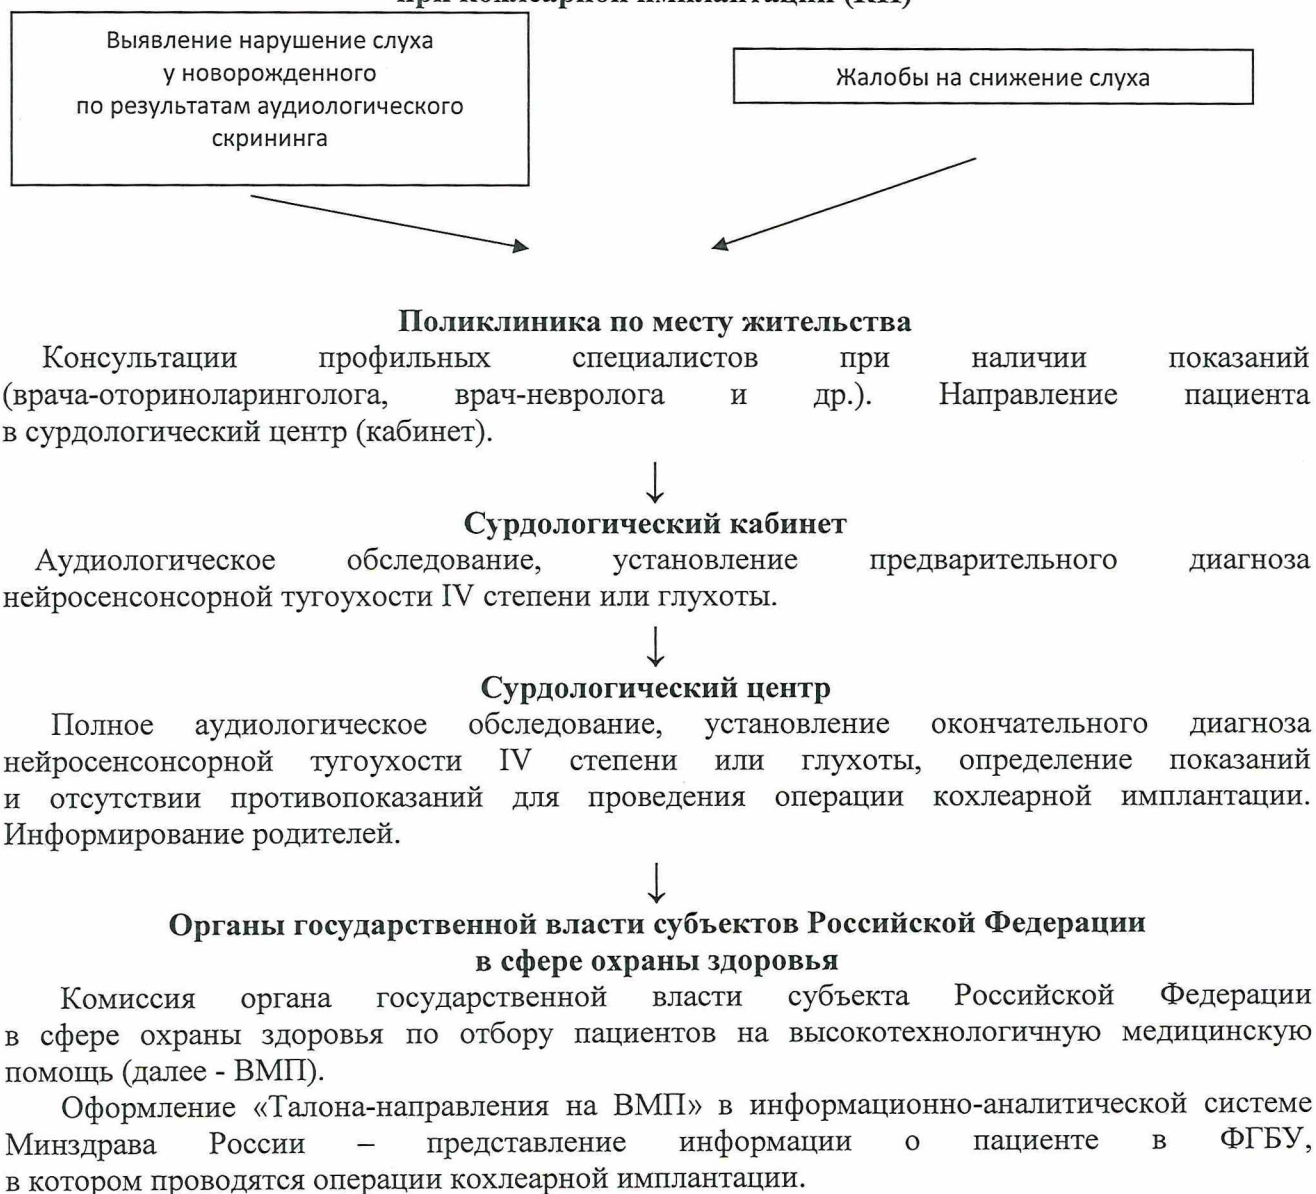 при кохлеарной имплантации (КИ)
Выявление нарушение слуха
у новорожденного
по результатам аудиологического
скрининга
Жалобы на снижение слуха
Поликлиника по месту жительства
Консультации профильных специалистов при наличии показаний
(врача-оториноларинголога, врач-невролога и др.). Направление пациента
в сурдологический центр (кабинет).
Сурдологический кабинет
Аудиологическое обследование, установление предварительного диагноза
нейросенсонсорной тугоухости IV степени или глухоты.
Сурдологический центр
Полное аудиологическое обследование, установление окончательного диагноза
нейросенсонсорной тугоухости IV степени или глухоты, определение показаний
и отсутствии противопоказаний для проведения операции кохлеарной имплантации.
Информирование родителей.
Органы государственной власти субъектов Российской Федерации
в сфере охраны здоровья
Комиссия органа государственной власти субъекта Российской Федерации
в сфере охраны здоровья по отбору пациентов на высокотехнологичную медицинскую
помощь (далее - ВМП).
Оформление «Талона-направления на ВМП» в информационно-аналитической системе
Минздрава России – представление информации о пациенте в ФГБУ,
в котором проводятся операции кохлеарной имплантации.